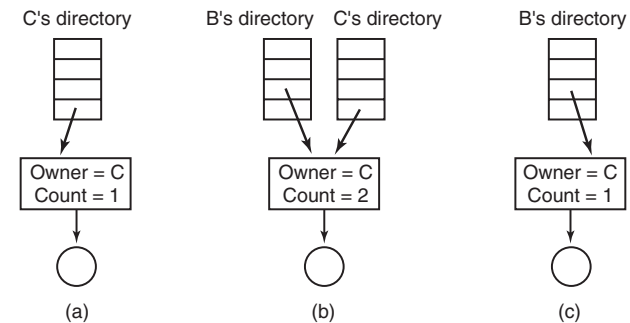 C's directory
Owner = C
Count = 1
(a)
B's directory
C's directory
Owner = C
Count = 2
(b)
B's directory
Owner = C
Count = 1
(c)